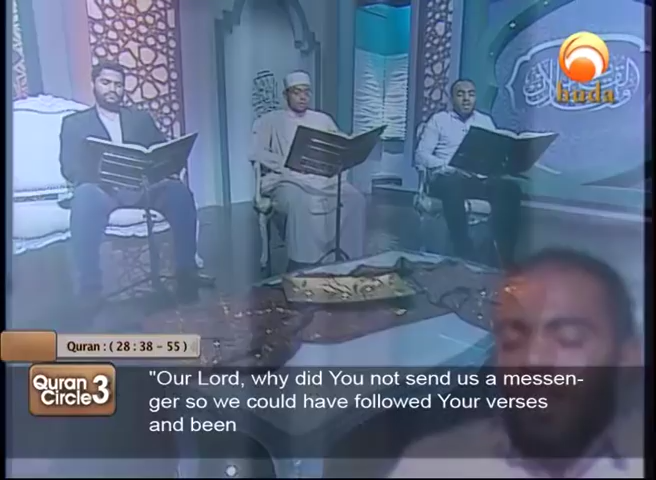 huda
Quran : ( 28:38 - 55 )
Quran
Circle 3
"Our Lord, why did You not send us a messen-
ger so we could have followed Your verses
and been